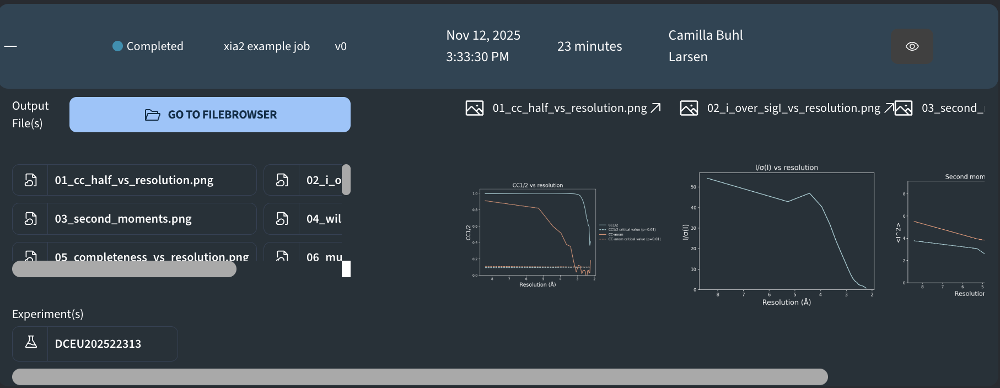 Completed
xia2 example job
v0
Nov 12, 2025
3:33:30 PM
23 minutes
Camilla Buhl
Larsen
Output
File(s)
GO TO FILEBROWSER
01_cc_half_vs_resolution.png
02_i_over_sigI_vs_resolution.png
03_second_
01_cc_half_vs_resolution.png
02_i_o
03_second_moments.png
04_wil
05_completeness_vs_resolution.png
06_mu
CC1/2 vs resolution
CC1/2
1.0
0.8
0.6
0.4
0.2
0.0
8 7 6 5 4 3 2
Resolution (Å)
CC1/2
CC1/2 critical value (p=0.01)
CC-anom
CC-anom critical value (p=0.01)
I/σ(I) vs resolution
I/σ(I)
50
40
30
20
10
0
8 7 6 5 4 3 2
Resolution (Å)
Second mom
<I^2>
8
6
4
2
0
8 7 6 5
Resolution
Experiment(s)
DCEU202522313